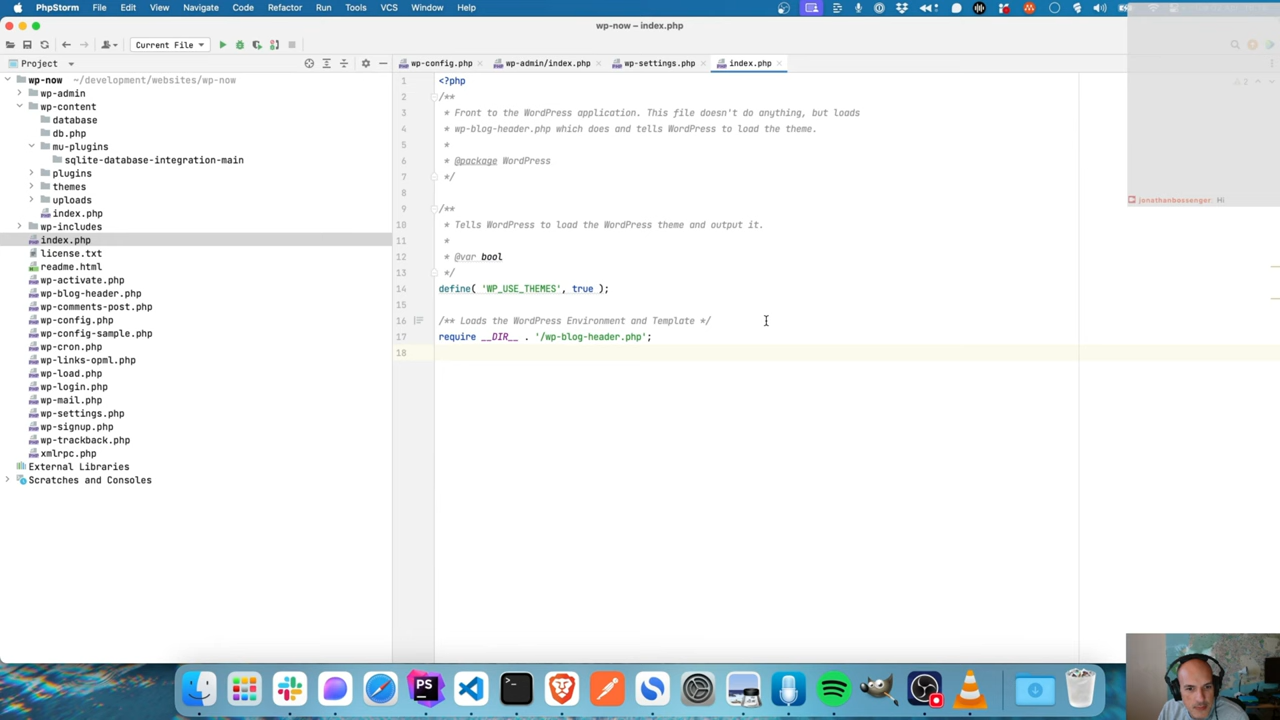 PhpStorm File Edit View Navigate Code Refactor Run Tools VCS Window Help
wp-now – index.php
Current File
Project
wp-config.php wp-admin/index.php wp-settings.php index.php
wp-now ~/development/websites/wp-now
wp-admin
wp-content
database
db.php
mu-plugins
sqlite-database-integration-main
plugins
themes
uploads
index.php
wp-includes
index.php
license.txt
readme.html
wp-activate.php
wp-blog-header.php
wp-comments-post.php
wp-config.php
wp-config-sample.php
wp-cron.php
wp-links-opml.php
wp-load.php
wp-login.php
wp-mail.php
wp-settings.php
wp-signup.php
wp-trackback.php
xmlrpc.php
External Libraries
Scratches and Consoles
1 <?php
2 /**
3 * Front to the WordPress application. This file doesn't do anything, but loads
4 * wp-blog-header.php which does and tells WordPress to load the theme.
5 *
6 * @package WordPress
7 */
8
9 /**
10 * Tells WordPress to load the WordPress theme and output it.
11 *
12 * @var bool
13 */
14 define( 'WP_USE_THEMES', true );
15
16 /** Loads the WordPress Environment and Template */
17 require __DIR__ . '/wp-blog-header.php';
18
2
jonathanbossenger: Hi
PS
>_